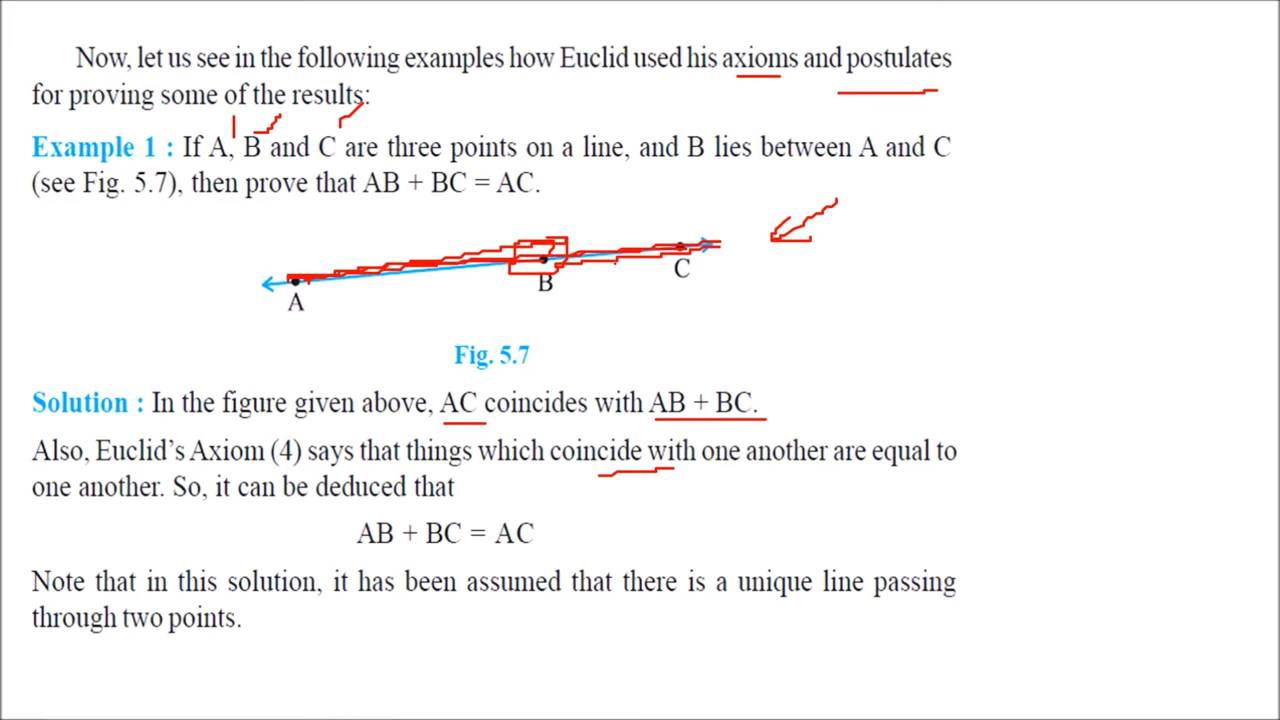 Now, let us see in the following examples how Euclid used his axioms and postulates
for proving some of the results:
Example 1 : If A, B and C are three points on a line, and B lies between A and C
(see Fig. 5.7), then prove that AB + BC = AC.
A
B
C
Fig. 5.7
Solution : In the figure given above, AC coincides with AB + BC.
Also, Euclid's Axiom (4) says that things which coincide with one another are equal to
one another. So, it can be deduced that
AB + BC = AC
Note that in this solution, it has been assumed that there is a unique line passing
through two points.